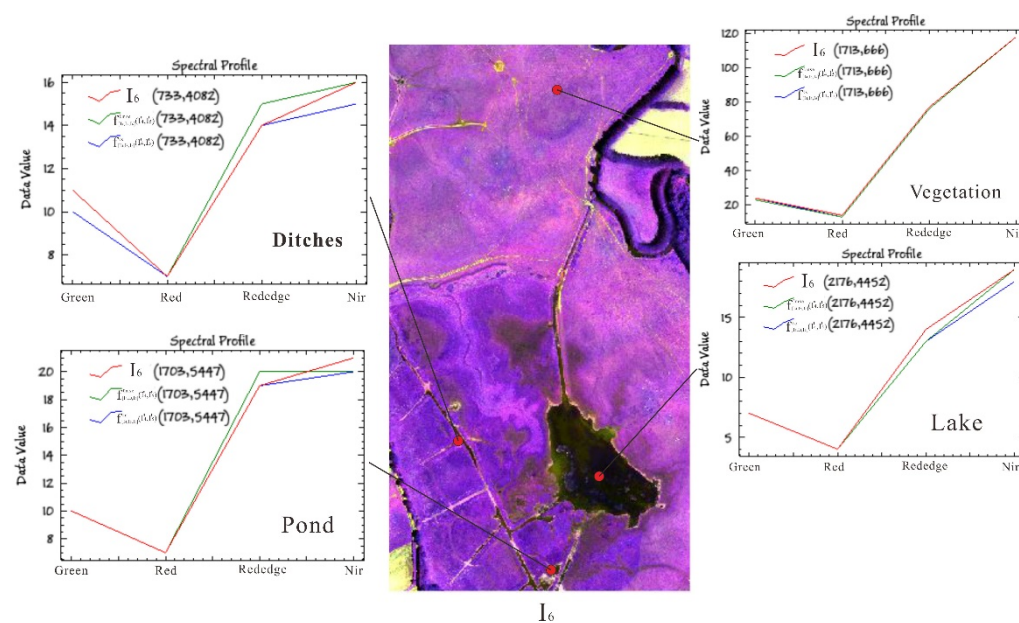 Spectral Profile
I₆ (733,4082)
(733,4082)
(733,4082)
Data Value
16
14
12
10
8
Ditches
Green Red Rededge Nir
Spectral Profile
I₆ (1703,5447)
(1703,5447)
(1703,5447)
Data Value
20
18
16
14
12
10
8
Pond
Green Red Rededge Nir
I₆
Spectral Profile
I₆ (1713,666)
(1713,666)
(1713,666)
Data Value
120
100
80
60
40
20
Vegetation
Green Red Rededge Nir
Spectral Profile
I₆ (2176,4452)
(2176,4452)
(2176,4452)
Data Value
15
10
5
Lake
Green Red Rededge Nir